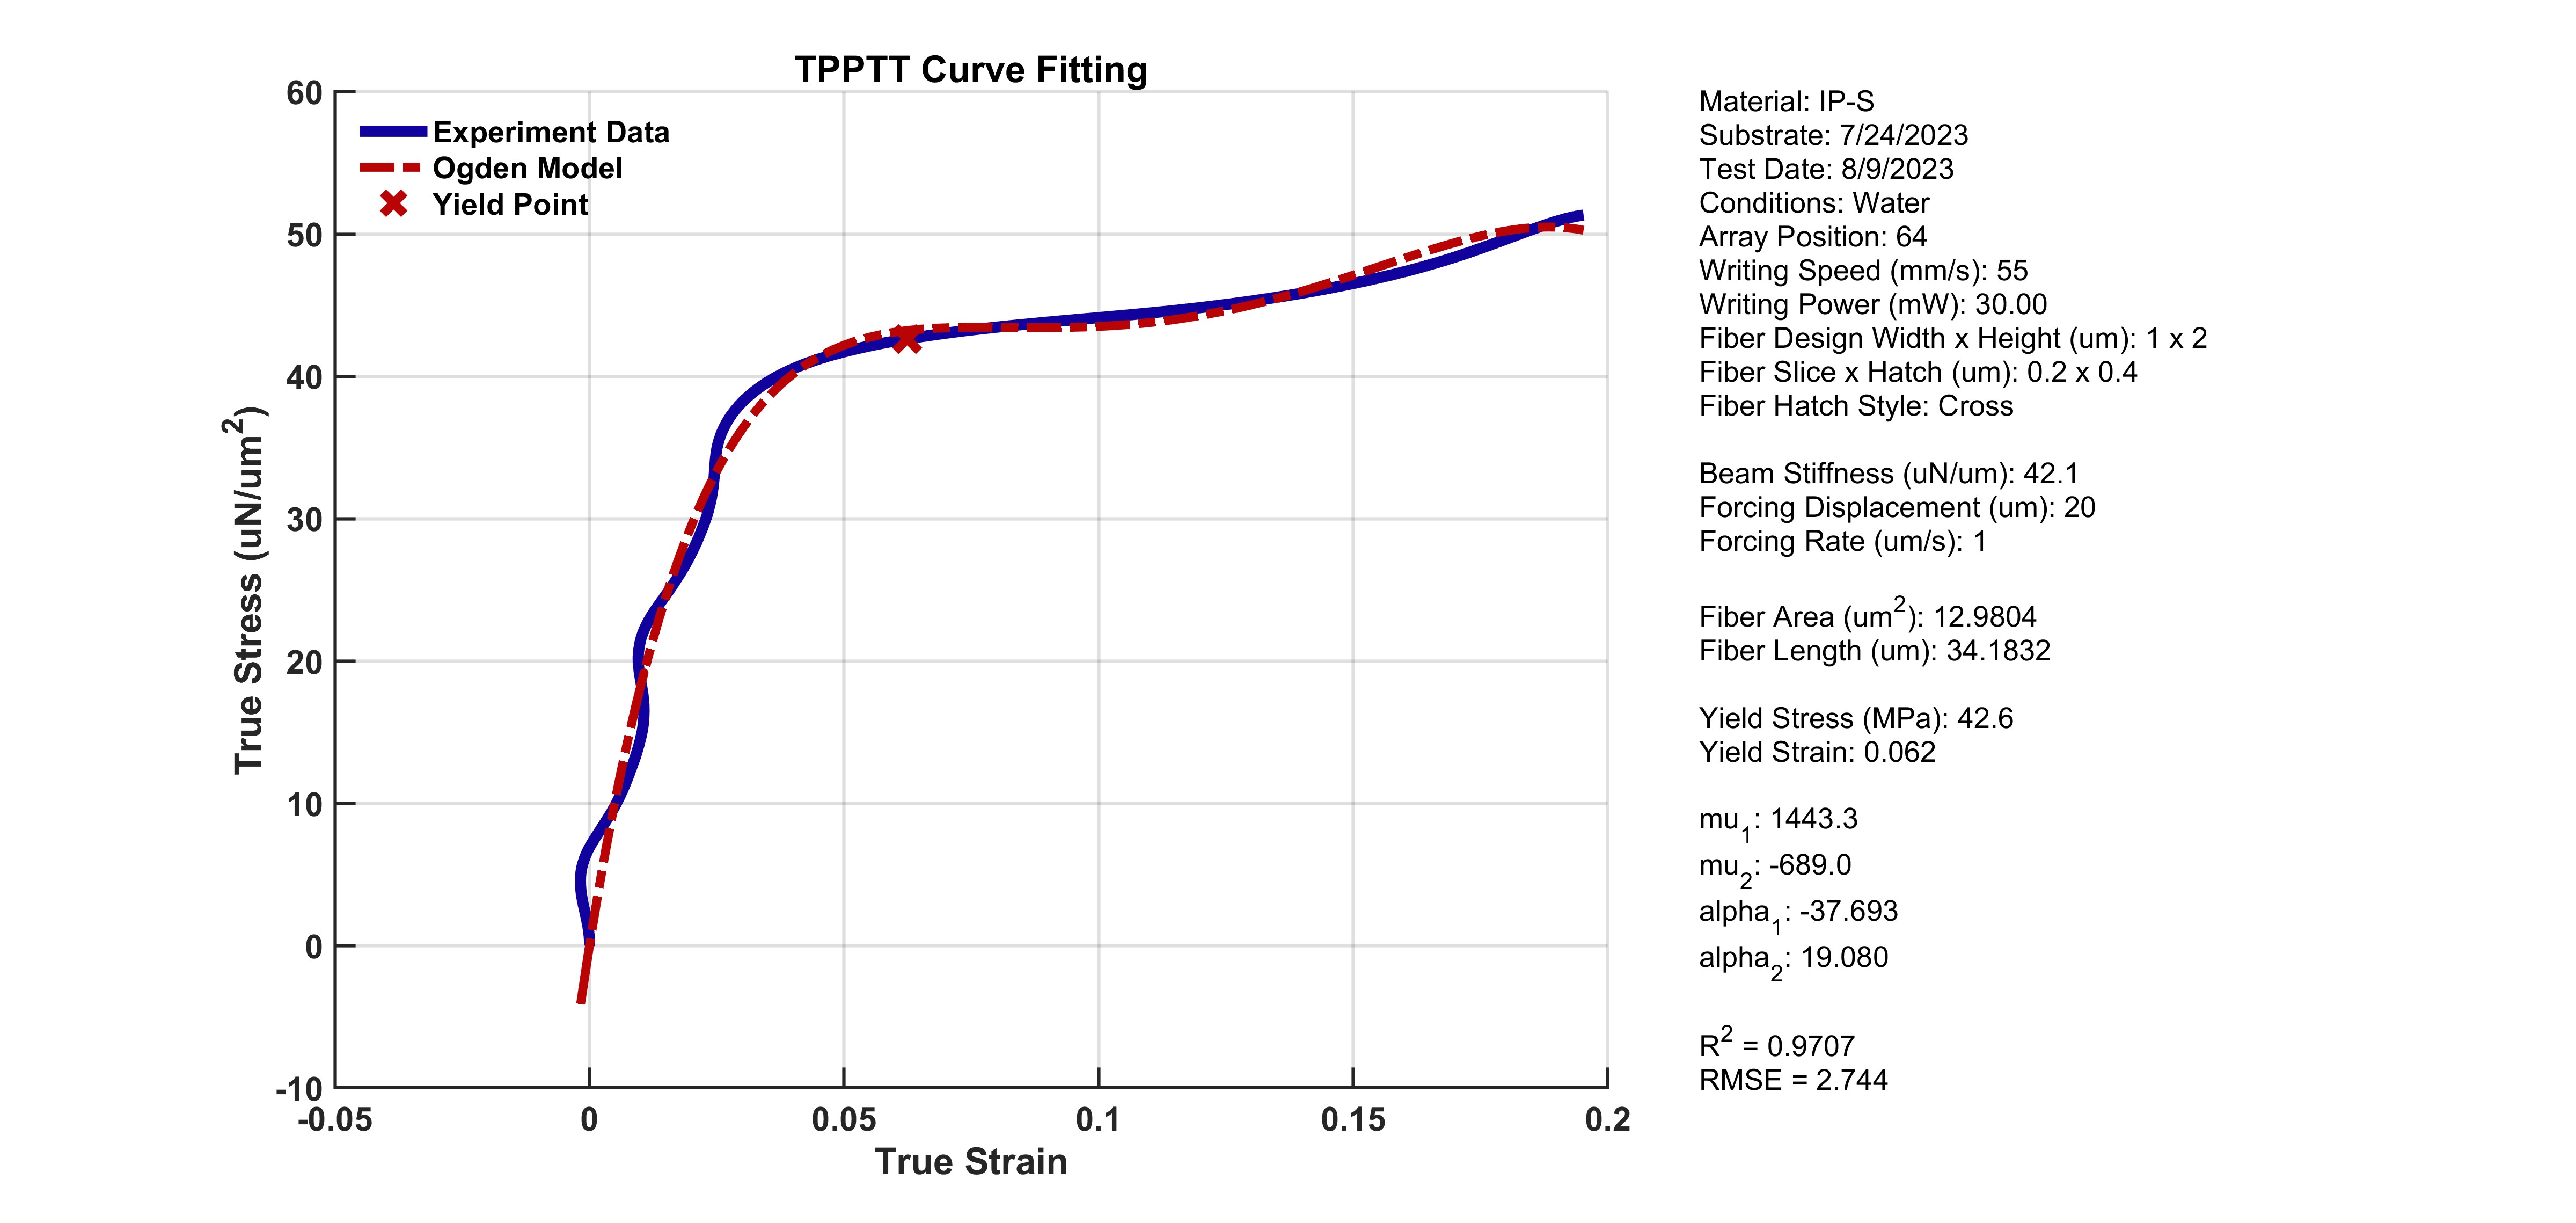 TPPTT Curve Fitting
60
50
40
30
20
10
0
-10
-0.05
0
0.05
0.1
0.15
0.2
True Stress (uN/um²)
True Strain
Experiment Data
Ogden Model
Yield Point
Material: IP-S
Substrate: 7/24/2023
Test Date: 8/9/2023
Conditions: Water
Array Position: 64
Writing Speed (mm/s): 55
Writing Power (mW): 30.00
Fiber Design Width x Height (um): 1 x 2
Fiber Slice x Hatch (um): 0.2 x 0.4
Fiber Hatch Style: Cross
Beam Stiffness (uN/um): 42.1
Forcing Displacement (um): 20
Forcing Rate (um/s): 1
Fiber Area (um²): 12.9804
Fiber Length (um): 34.1832
Yield Stress (MPa): 42.6
Yield Strain: 0.062
mu₁: 1443.3
mu₂: -689.0
alpha₁: -37.693
alpha₂: 19.080
R² = 0.9707
RMSE = 2.744